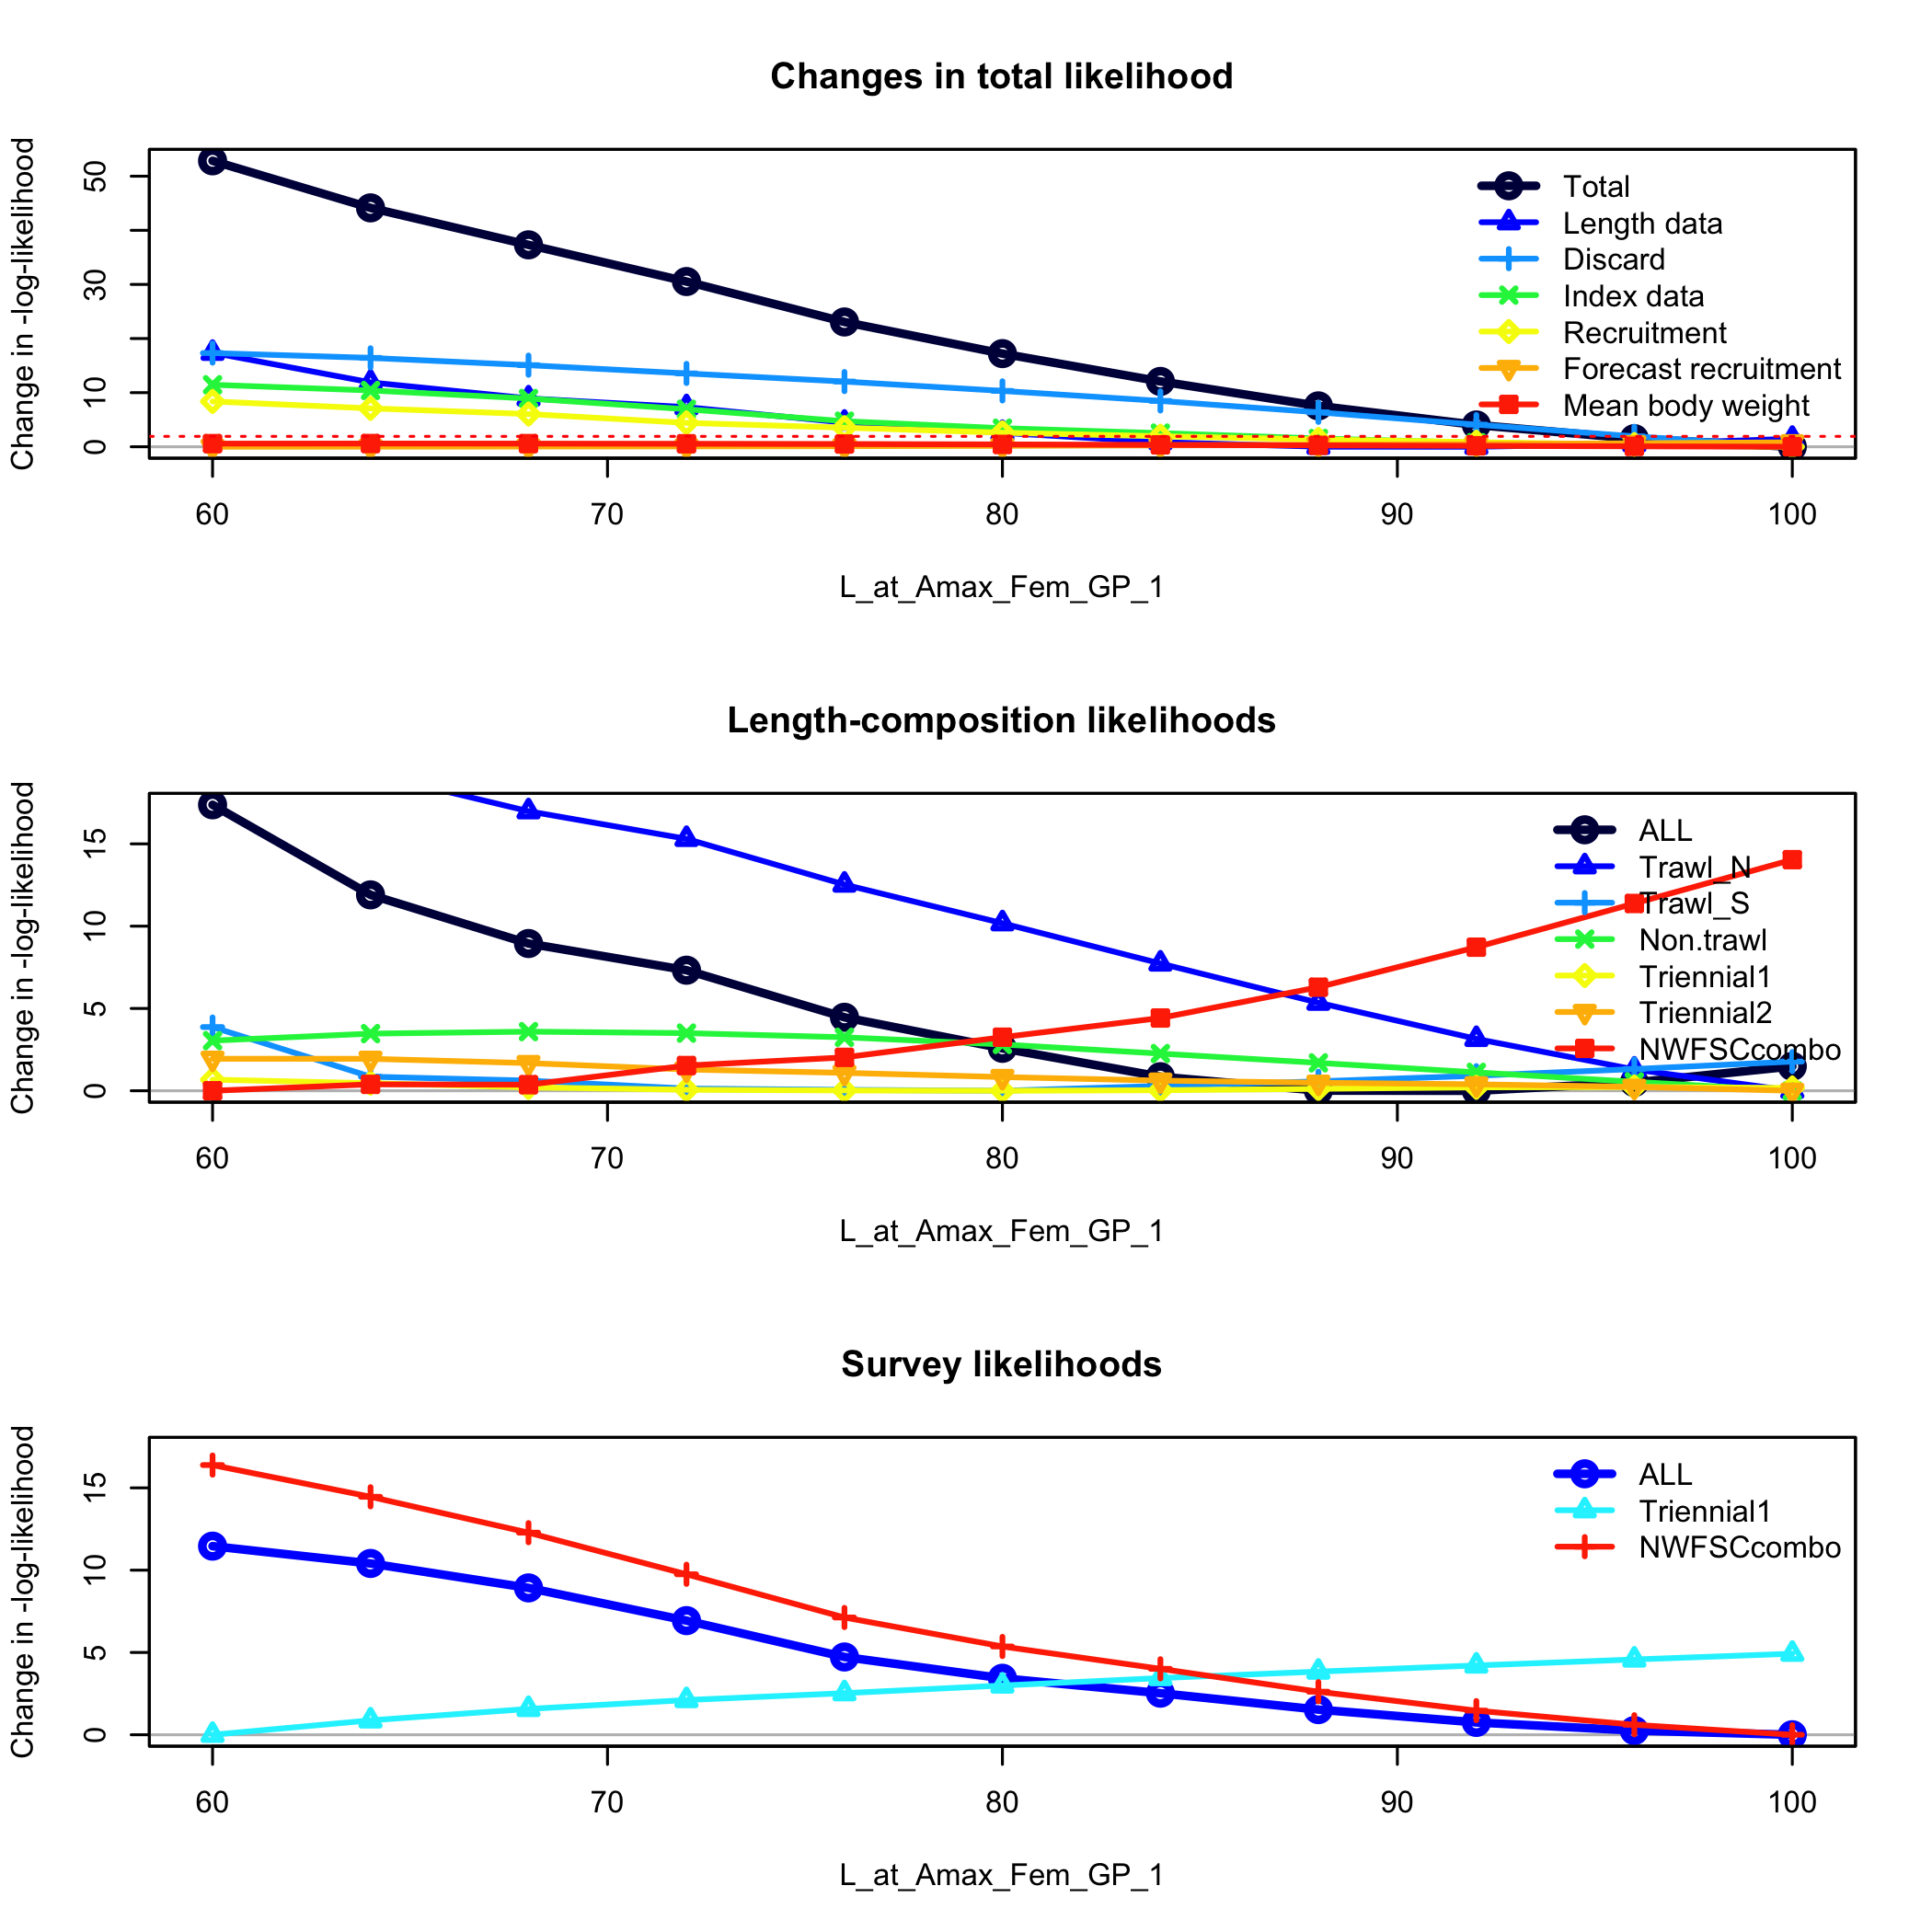 Changes in total likelihood
Change in -log-likelihood
50
30
10
0
Total
Length data
Discard
Index data
Recruitment
Forecast recruitment
Mean body weight
60 70 80 90 100
L_at_Amax_Fem_GP_1
Length-composition likelihoods
Change in -log-likelihood
15
10
5
0
ALL
Trawl_N
Trawl_S
Non.trawl
Triennial1
Triennial2
NWFSCcombo
60 70 80 90 100
L_at_Amax_Fem_GP_1
Survey likelihoods
Change in -log-likelihood
15
10
5
0
ALL
Triennial1
NWFSCcombo
60 70 80 90 100
L_at_Amax_Fem_GP_1